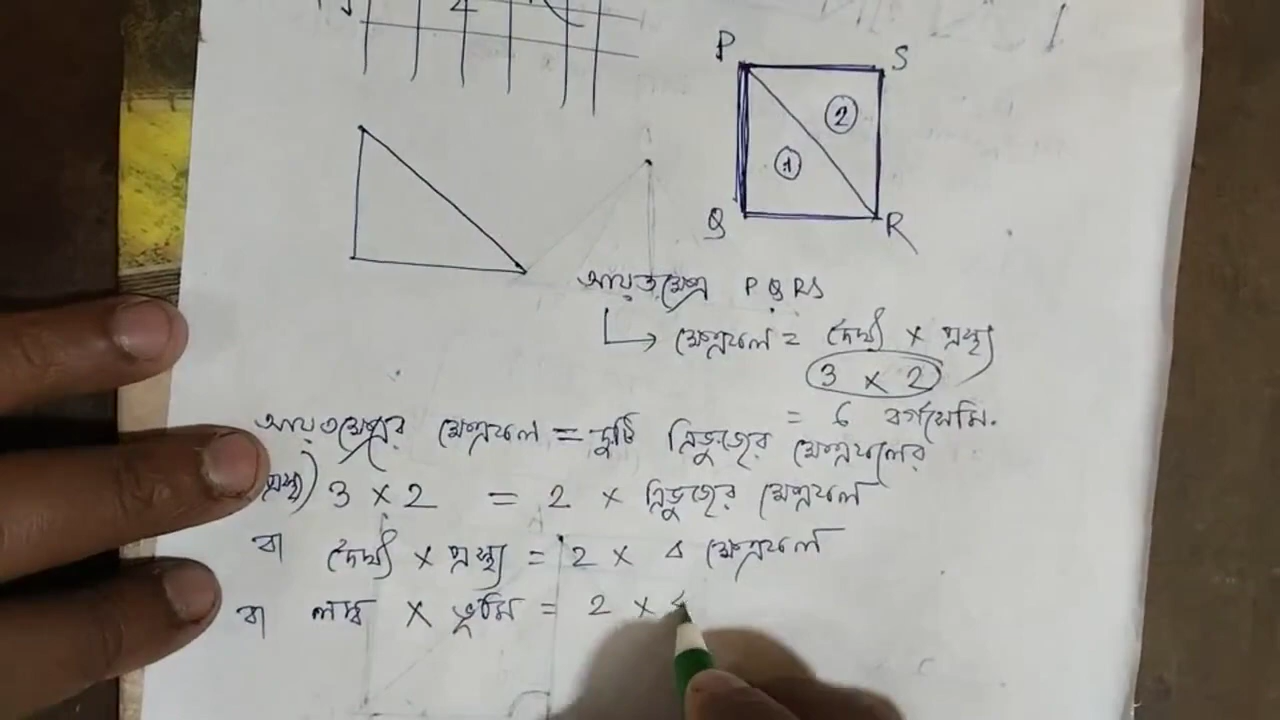 P S
2
1
Q R
আয়তক্ষেত্র PQRS
ক্ষেত্রফল = দৈর্ঘ্য x প্রস্থ
3 x 2
= 6 বর্গসেমি.
আয়তক্ষেত্রের ক্ষেত্রফল = দুটি ত্রিভুজের ক্ষেত্রফলের
3 x 2 = 2 x ত্রিভুজের ক্ষেত্রফল
বা দৈর্ঘ্য x প্রস্থ = 2 x Δ ক্ষেত্রফল
বা লম্ব x ভূমি = 2 x